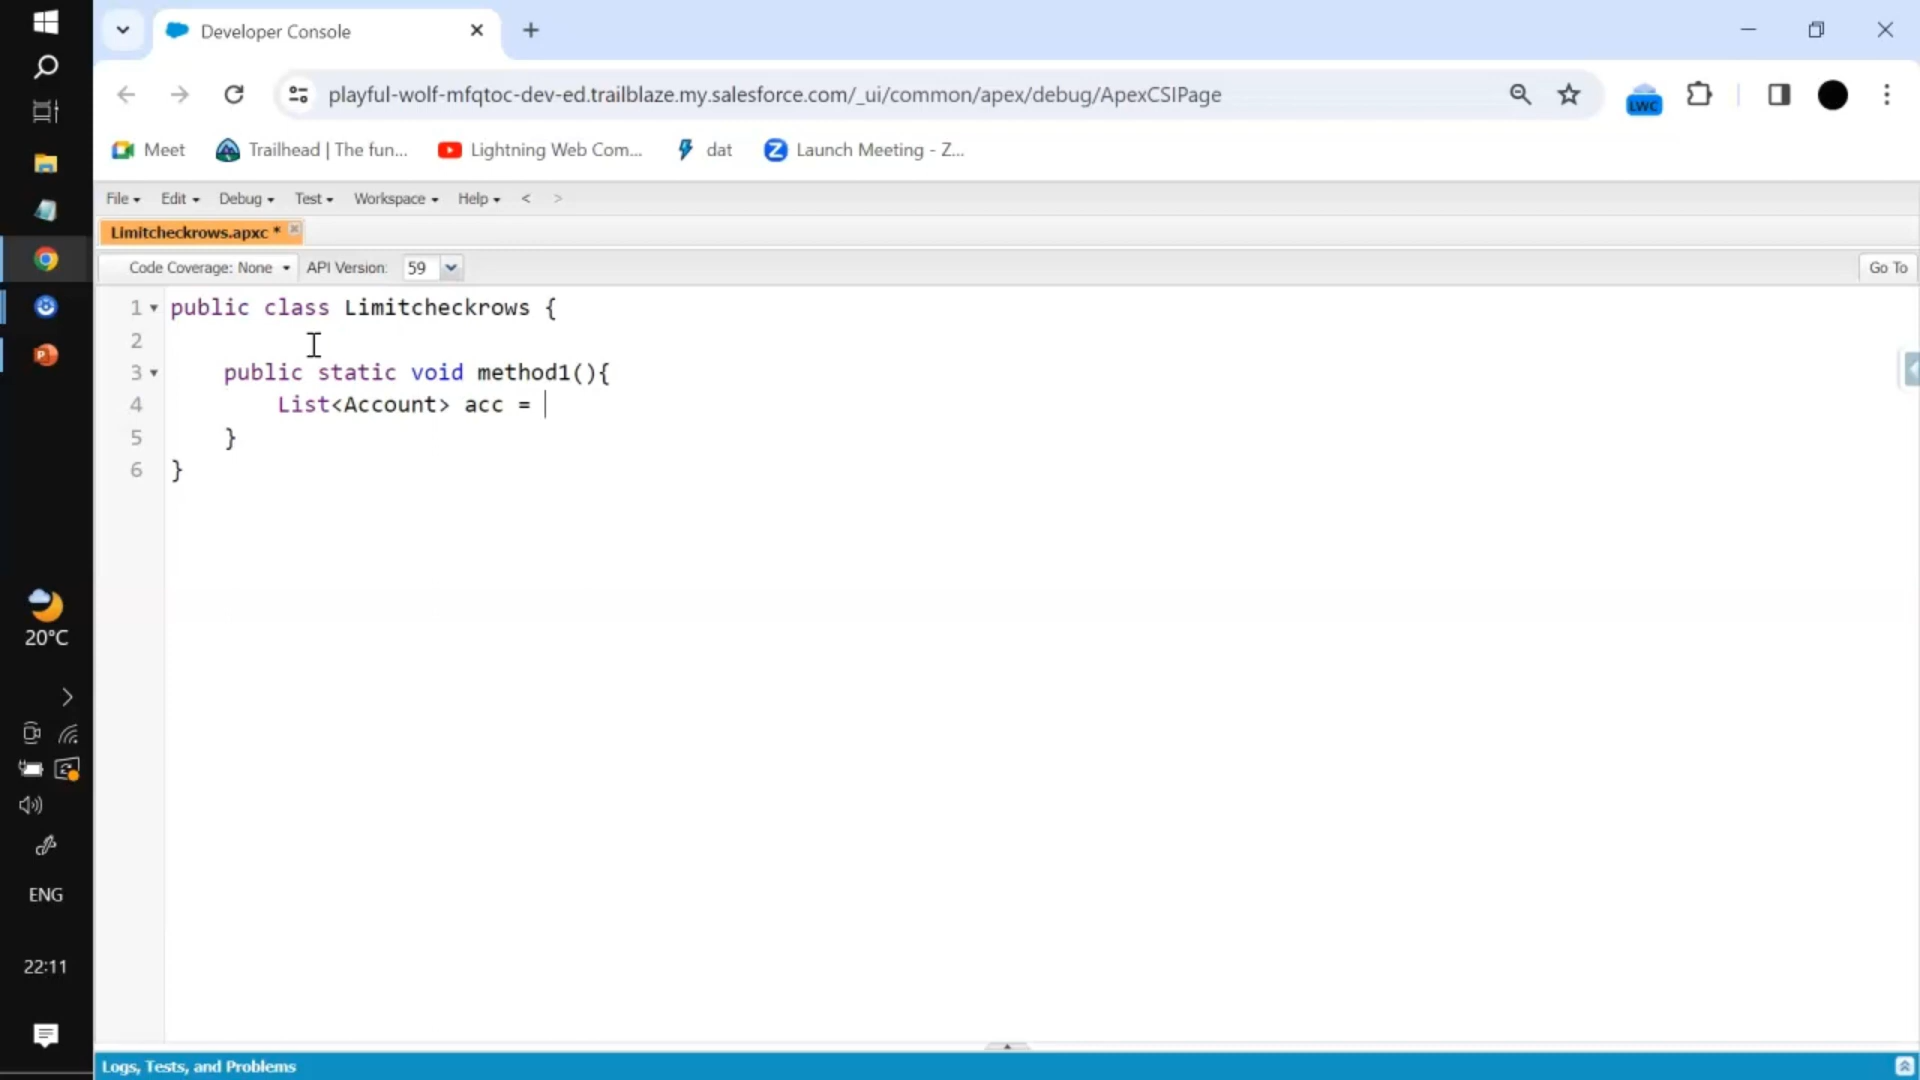 Developer Console
playful-wolf-mfqtoc-dev-ed.trailblaze.my.salesforce.com/_ui/common/apex/debug/ApexCSIPage
LWC
Meet Trailhead | The fun... Lightning Web Com... dat Launch Meeting - Z...
File Edit Debug Test Workspace Help < >
Limitcheckrows.apxc *
Code Coverage: None API Version: 59 Go To
1 public class Limitcheckrows {
2
3 public static void method1(){
4 List<Account> acc =
5 }
6 }
20°C
ENG
22:11
Logs, Tests, and Problems